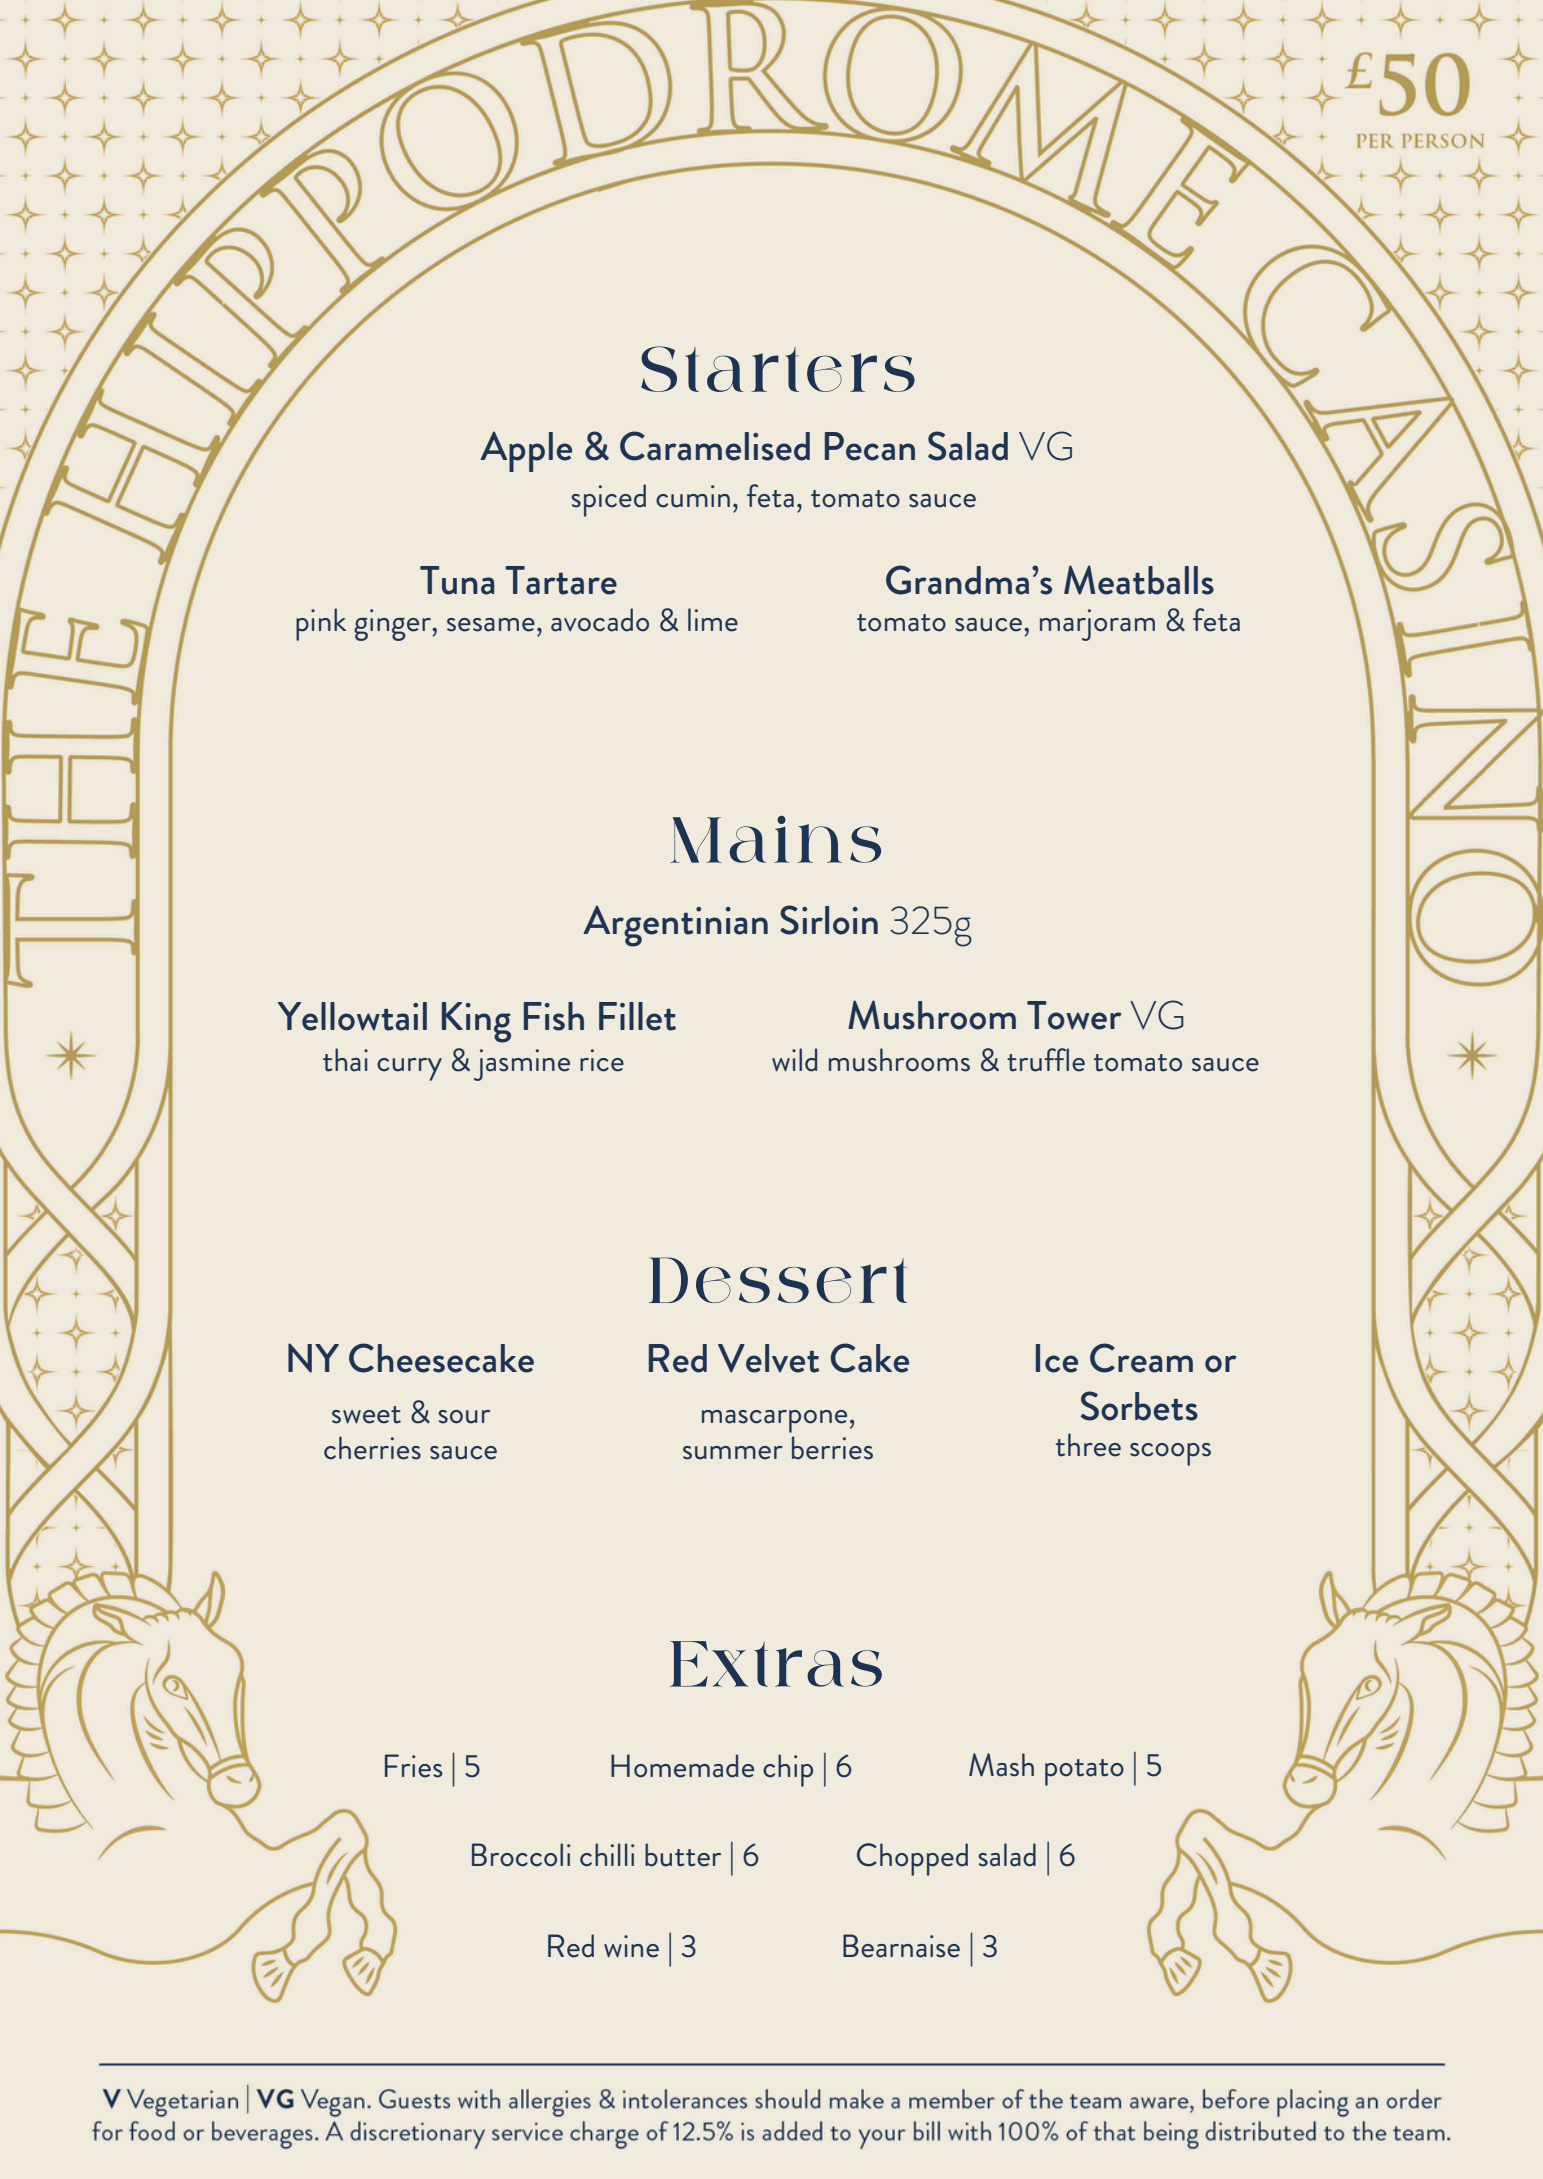 THE HIPPODROME CASINO
£50
PER PERSON
Starters
Apple & Caramelised Pecan Salad VG
spiced cumin, feta, tomato sauce
Tuna Tartare
pink ginger, sesame, avocado & lime
Grandma's Meatballs
tomato sauce, marjoram & feta
Mains
Argentinian Sirloin 325g
Yellowtail King Fish Fillet
thai curry & jasmine rice
Mushroom Tower VG
wild mushrooms & truffle tomato sauce
Dessert
NY Cheesecake
sweet & sour
cherries sauce
Red Velvet Cake
mascarpone,
summer berries
Ice Cream or
Sorbets
three scoops
Extras
Fries | 5
Homemade chip | 6
Mash potato | 5
Broccoli chilli butter | 6
Chopped salad | 6
Red wine | 3
Bearnaise | 3
V Vegetarian | VG Vegan. Guests with allergies & intolerances should make a member of the team aware, before placing an order
for food or beverages. A discretionary service charge of 12.5% is added to your bill with 100% of that being distributed to the team.